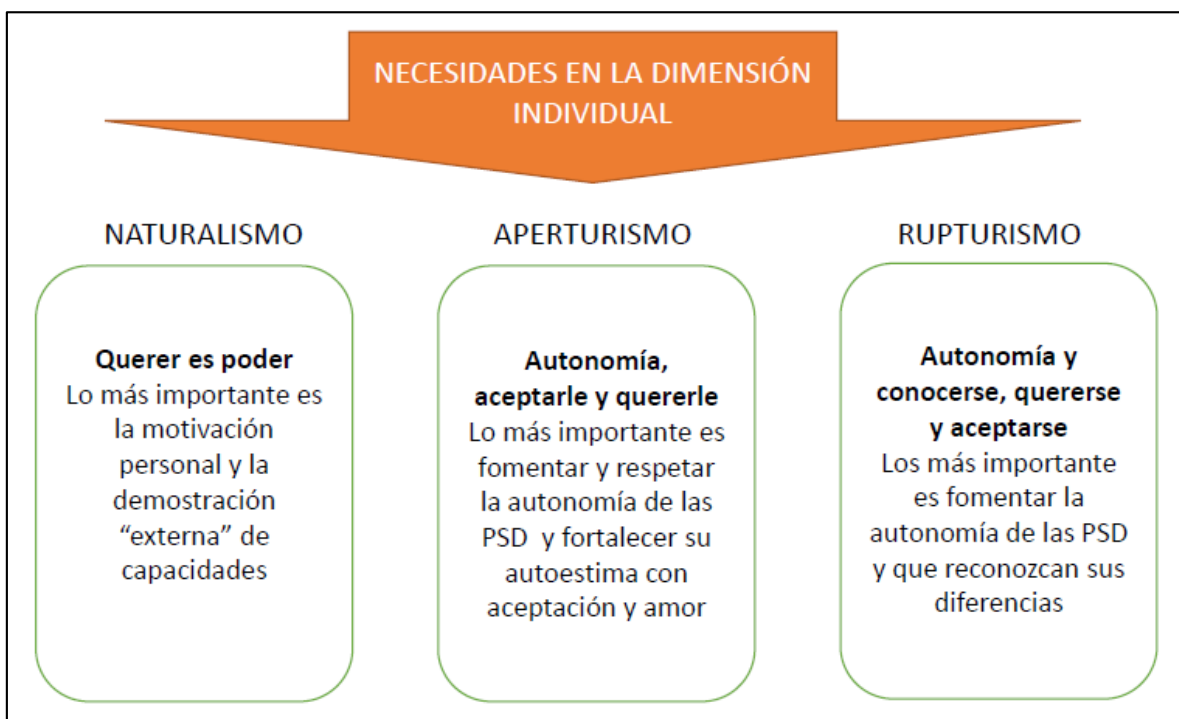 NECESIDADES EN LA DIMENSIÓN
INDIVIDUAL
NATURALISMO
Querer es poder
Lo más importante es
la motivación
personal y la
demostración
“externa” de
capacidades
APERTURISMO
Autonomía,
aceptarle y quererle
Lo más importante es
fomentar y respetar
la autonomía de las
PSD y fortalecer su
autoestima con
aceptación y amor
RUPTURISMO
Autonomía y
conocerse, quererse
y aceptarse
Los más importante
es fomentar la
autonomía de las PSD
y que reconozcan sus
diferencias